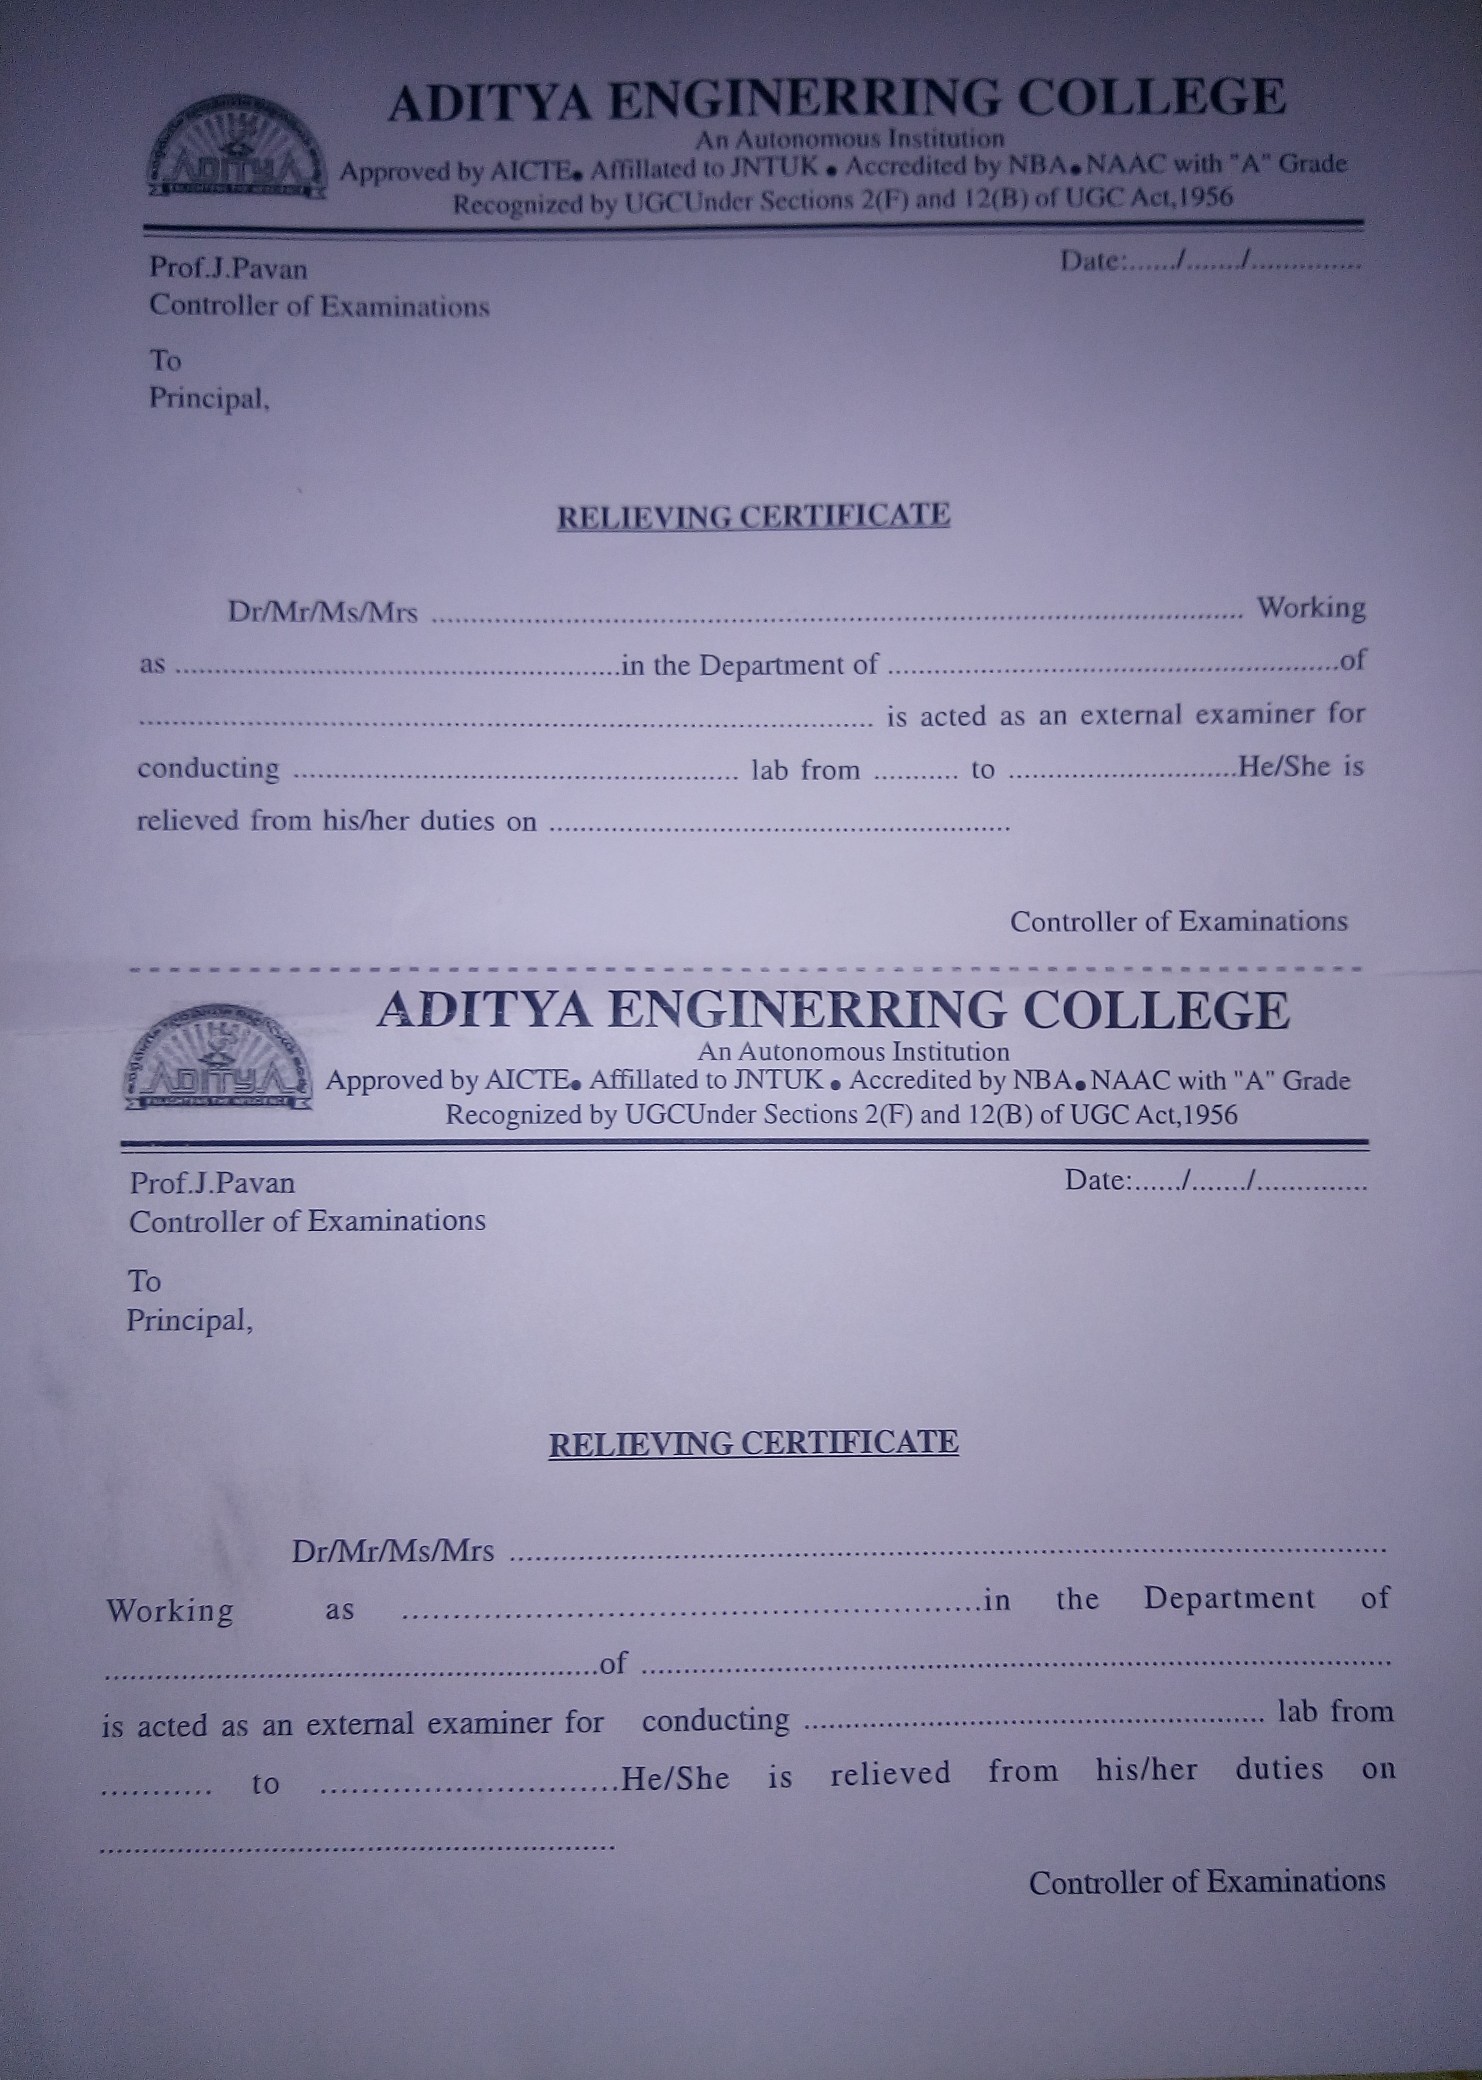 ADITYA
ADITYA ENGINERRING COLLEGE
An Autonomous Institution
Approved by AICTE● Affillated to JNTUK ● Accredited by NBA●NAAC with "A" Grade
Recognized by UGCUnder Sections 2(F) and 12(B) of UGC Act,1956
Prof.J.Pavan
Date:....../......./..............
Controller of Examinations
To
Principal,
RELIEVING CERTIFICATE
Dr/Mr/Ms/Mrs .................................................................................... Working
as ..................................................in the Department of ..................................................of
.................................................................................. is acted as an external examiner for
conducting .................................................. lab from ........... to ............................He/She is
relieved from his/her duties on ....................................................
Controller of Examinations
ADITYA
ADITYA ENGINERRING COLLEGE
An Autonomous Institution
Approved by AICTE● Affillated to JNTUK ● Accredited by NBA●NAAC with "A" Grade
Recognized by UGCUnder Sections 2(F) and 12(B) of UGC Act,1956
Prof.J.Pavan
Date:....../......./..............
Controller of Examinations
To
Principal,
RELIEVING CERTIFICATE
Dr/Mr/Ms/Mrs ....................................................................................
Working as ........................................................in the Department of
........................................................of ....................................................................................
is acted as an external examiner for conducting .................................................. lab from
........... to .............................He/She is relieved from his/her duties on
........................................................
Controller of Examinations